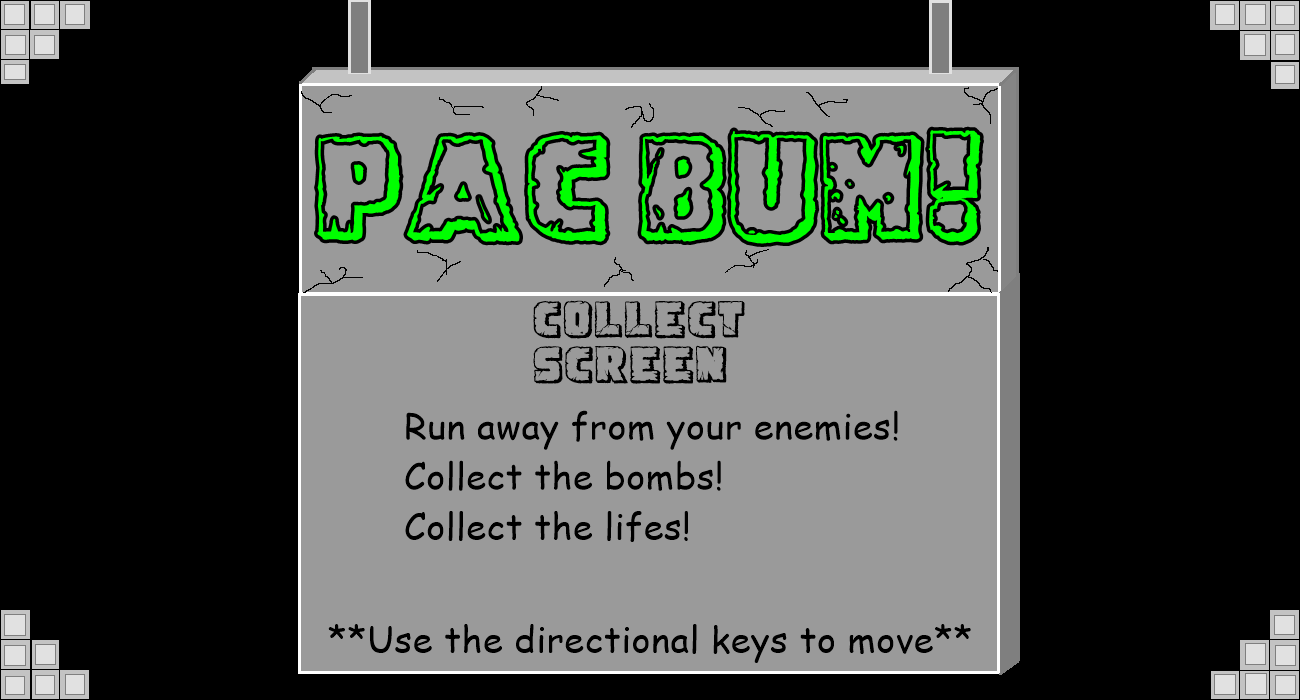 PAC BUM!
COLLECT
SCREEN
Run away from your enemies!
Collect the bombs!
Collect the lifes!
**Use the directional keys to move**